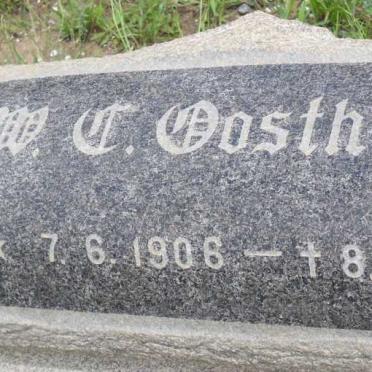 W. C. Oosth
* 7. 6. 1906 — † 8.